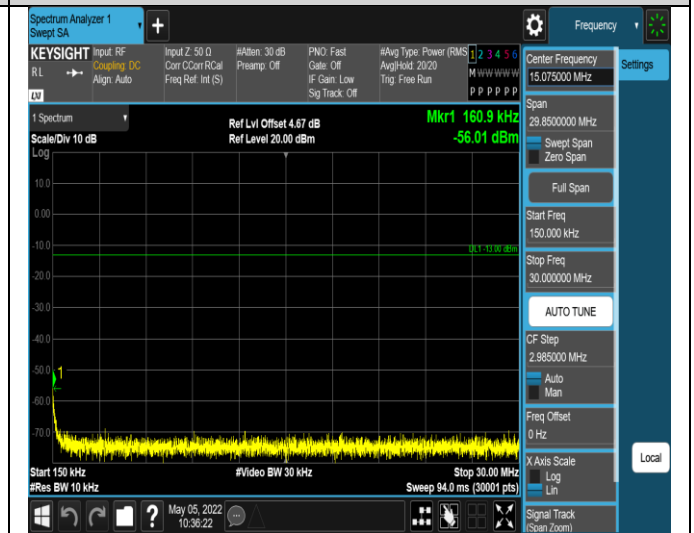 Spectrum Analyzer 1
Swept SA
Frequency
KEYSIGHT
RL
LXI
Input: RF
Coupling: DC
Align: Auto
Input Z: 50 Ω
Corr CCorr RCal
Freq Ref: Int (S)
#Atten: 30 dB
Preamp: Off
PNO: Fast
Gate: Off
IF Gain: Low
Sig Track: Off
#Avg Type: Power (RMS
Avg|Hold: 20/20
Trig: Free Run
1 2 3 4 5 6
M W W W W W
P P P P P P
1 Spectrum
Scale/Div 10 dB
Log
Ref Lvl Offset 4.67 dB
Ref Level 20.00 dBm
Mkr1 160.9 kHz
-56.01 dBm
10.0
0.00
-10.0
DL1 -13.00 dBm
-20.0
-30.0
-40.0
-50.0
1
-60.0
-70.0
Start 150 kHz
#Res BW 10 kHz
#Video BW 30 kHz
Stop 30.00 MHz
Sweep 94.0 ms (30001 pts)
May 05, 2022
10:36:22
Center Frequency
15.075000 MHz
Settings
Span
29.8500000 MHz
Swept Span
Zero Span
Full Span
Start Freq
150.000 kHz
Stop Freq
30.000000 MHz
AUTO TUNE
CF Step
2.985000 MHz
Auto
Man
Freq Offset
0 Hz
X Axis Scale
Log
Lin
Local
Signal Track
(Span Zoom)